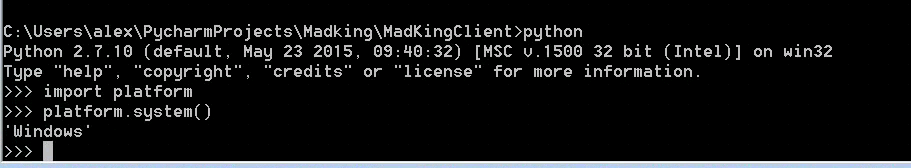 C:\Users\alex\PycharmProjects\Madking\MadKingClient>python
Python 2.7.10 (default, May 23 2015, 09:40:32) [MSC v.1500 32 bit (Intel)] on win32
Type "help", "copyright", "credits" or "license" for more information.
>>> import platform
>>> platform.system()
'Windows'
>>>